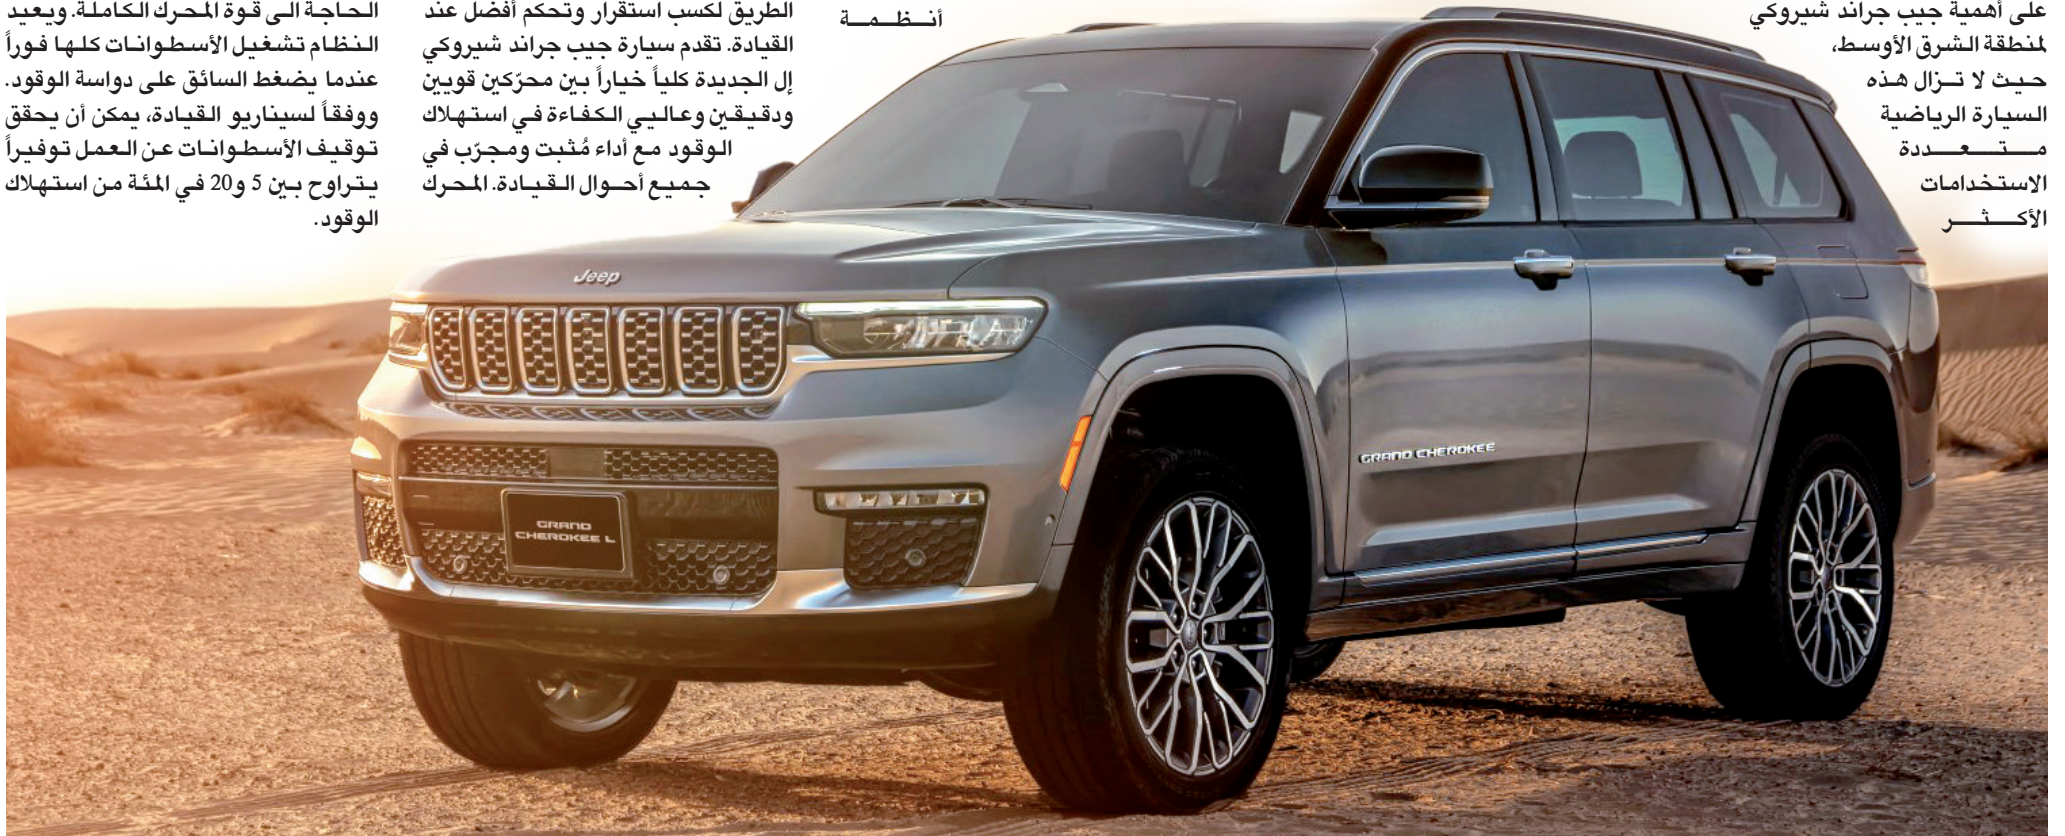 على أهمية جيب جراند شيروكي
لمنطقة الشرق الأوسط،
حيث لا تزال هذه
السيارة الرياضية
متعددة
الاستخدامات
الأكثر
أنظمة
الطريق لكسب استقرار وتحكم أفضل عند
القيادة. تقدم سيارة جيب جراند شيروكي
إل الجديدة كلياً خياراً بين محرّكين قويين
ودقيقين وعاليي الكفاءة في استهلاك
الوقود مع أداء مُثبت ومجرّب في
جميع أحوال القيادة. المحرك
الحاجة الى قوة المحرك الكاملة. ويعيد
النظام تشغيل الأسطوانات كلها فوراً
عندما يضغط السائق على دواسة الوقود.
ووفقاً لسيناريو القيادة، يمكن أن يحقق
توقيف الأسطوانات عن العمل توفيراً
يتراوح بين 5 و20 في المئة من استهلاك
الوقود.
Jeep
GRAND CHEROKEE
GRAND
CHEROKEE L